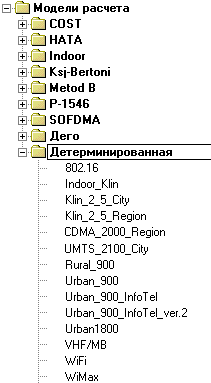 Модели расчета
COST
HATA
Indoor
Ksj-Bertoni
Metod B
P-1546
SOFDMA
Дего
Детерминированная
802.16
Indoor_Klin
Klin_2_5_City
Klin_2_5_Region
CDMA_2000_Region
UMTS_2100_City
Rural_900
Urban_900
Urban_900_InfoTel
Urban_900_InfoTel_ver.2
Urban1800
VHF/MB
WiFi
WiMax